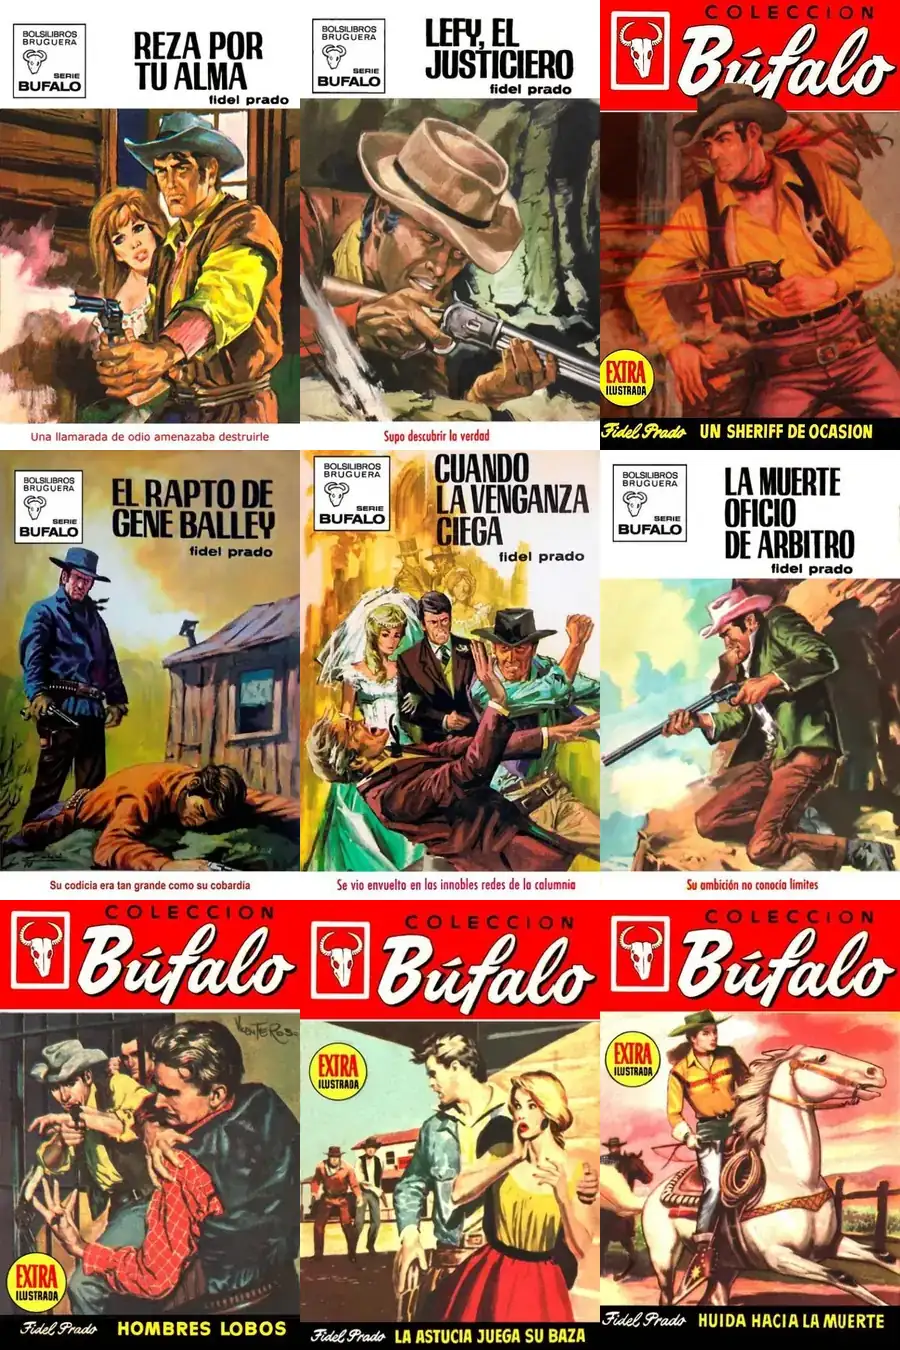 BOLSILIBROS
BRUGUERA
SERIE
BUFALO
REZA POR
TU ALMA
fidel prado
Una llamarada de odio amenazaba destruirle
BOLSILIBROS
BRUGUERA
SERIE
BUFALO
LEFY, EL
JUSTICIERO
fidel prado
Supo descubrir la verdad
COLECCION
Búfalo
EXTRA
ILUSTRADA
Fidel Prado UN SHERIFF DE OCASION
BOLSILIBROS
BRUGUERA
SERIE
BUFALO
EL RAPTO DE
GENE BALLEY
fidel prado
Su codicia era tan grande como su cobardía
BOLSILIBROS
BRUGUERA
SERIE
BUFALO
CUANDO
LA VENGANZA
CIEGA
fidel prado
Se vio envuelto en las innobles redes de la calumnia
BOLSILIBROS
BRUGUERA
SERIE
BUFALO
LA MUERTE
OFICIO
DE ARBITRO
fidel prado
Su ambición no conocía límites
COLECCION
Búfalo
EXTRA
ILUSTRADA
Fidel Prado HOMBRES LOBOS
COLECCION
Búfalo
EXTRA
ILUSTRADA
Fidel Prado LA ASTUCIA JUEGA SU BAZA
COLECCION
Búfalo
EXTRA
ILUSTRADA
Fidel Prado HUIDA HACIA LA MUERTE